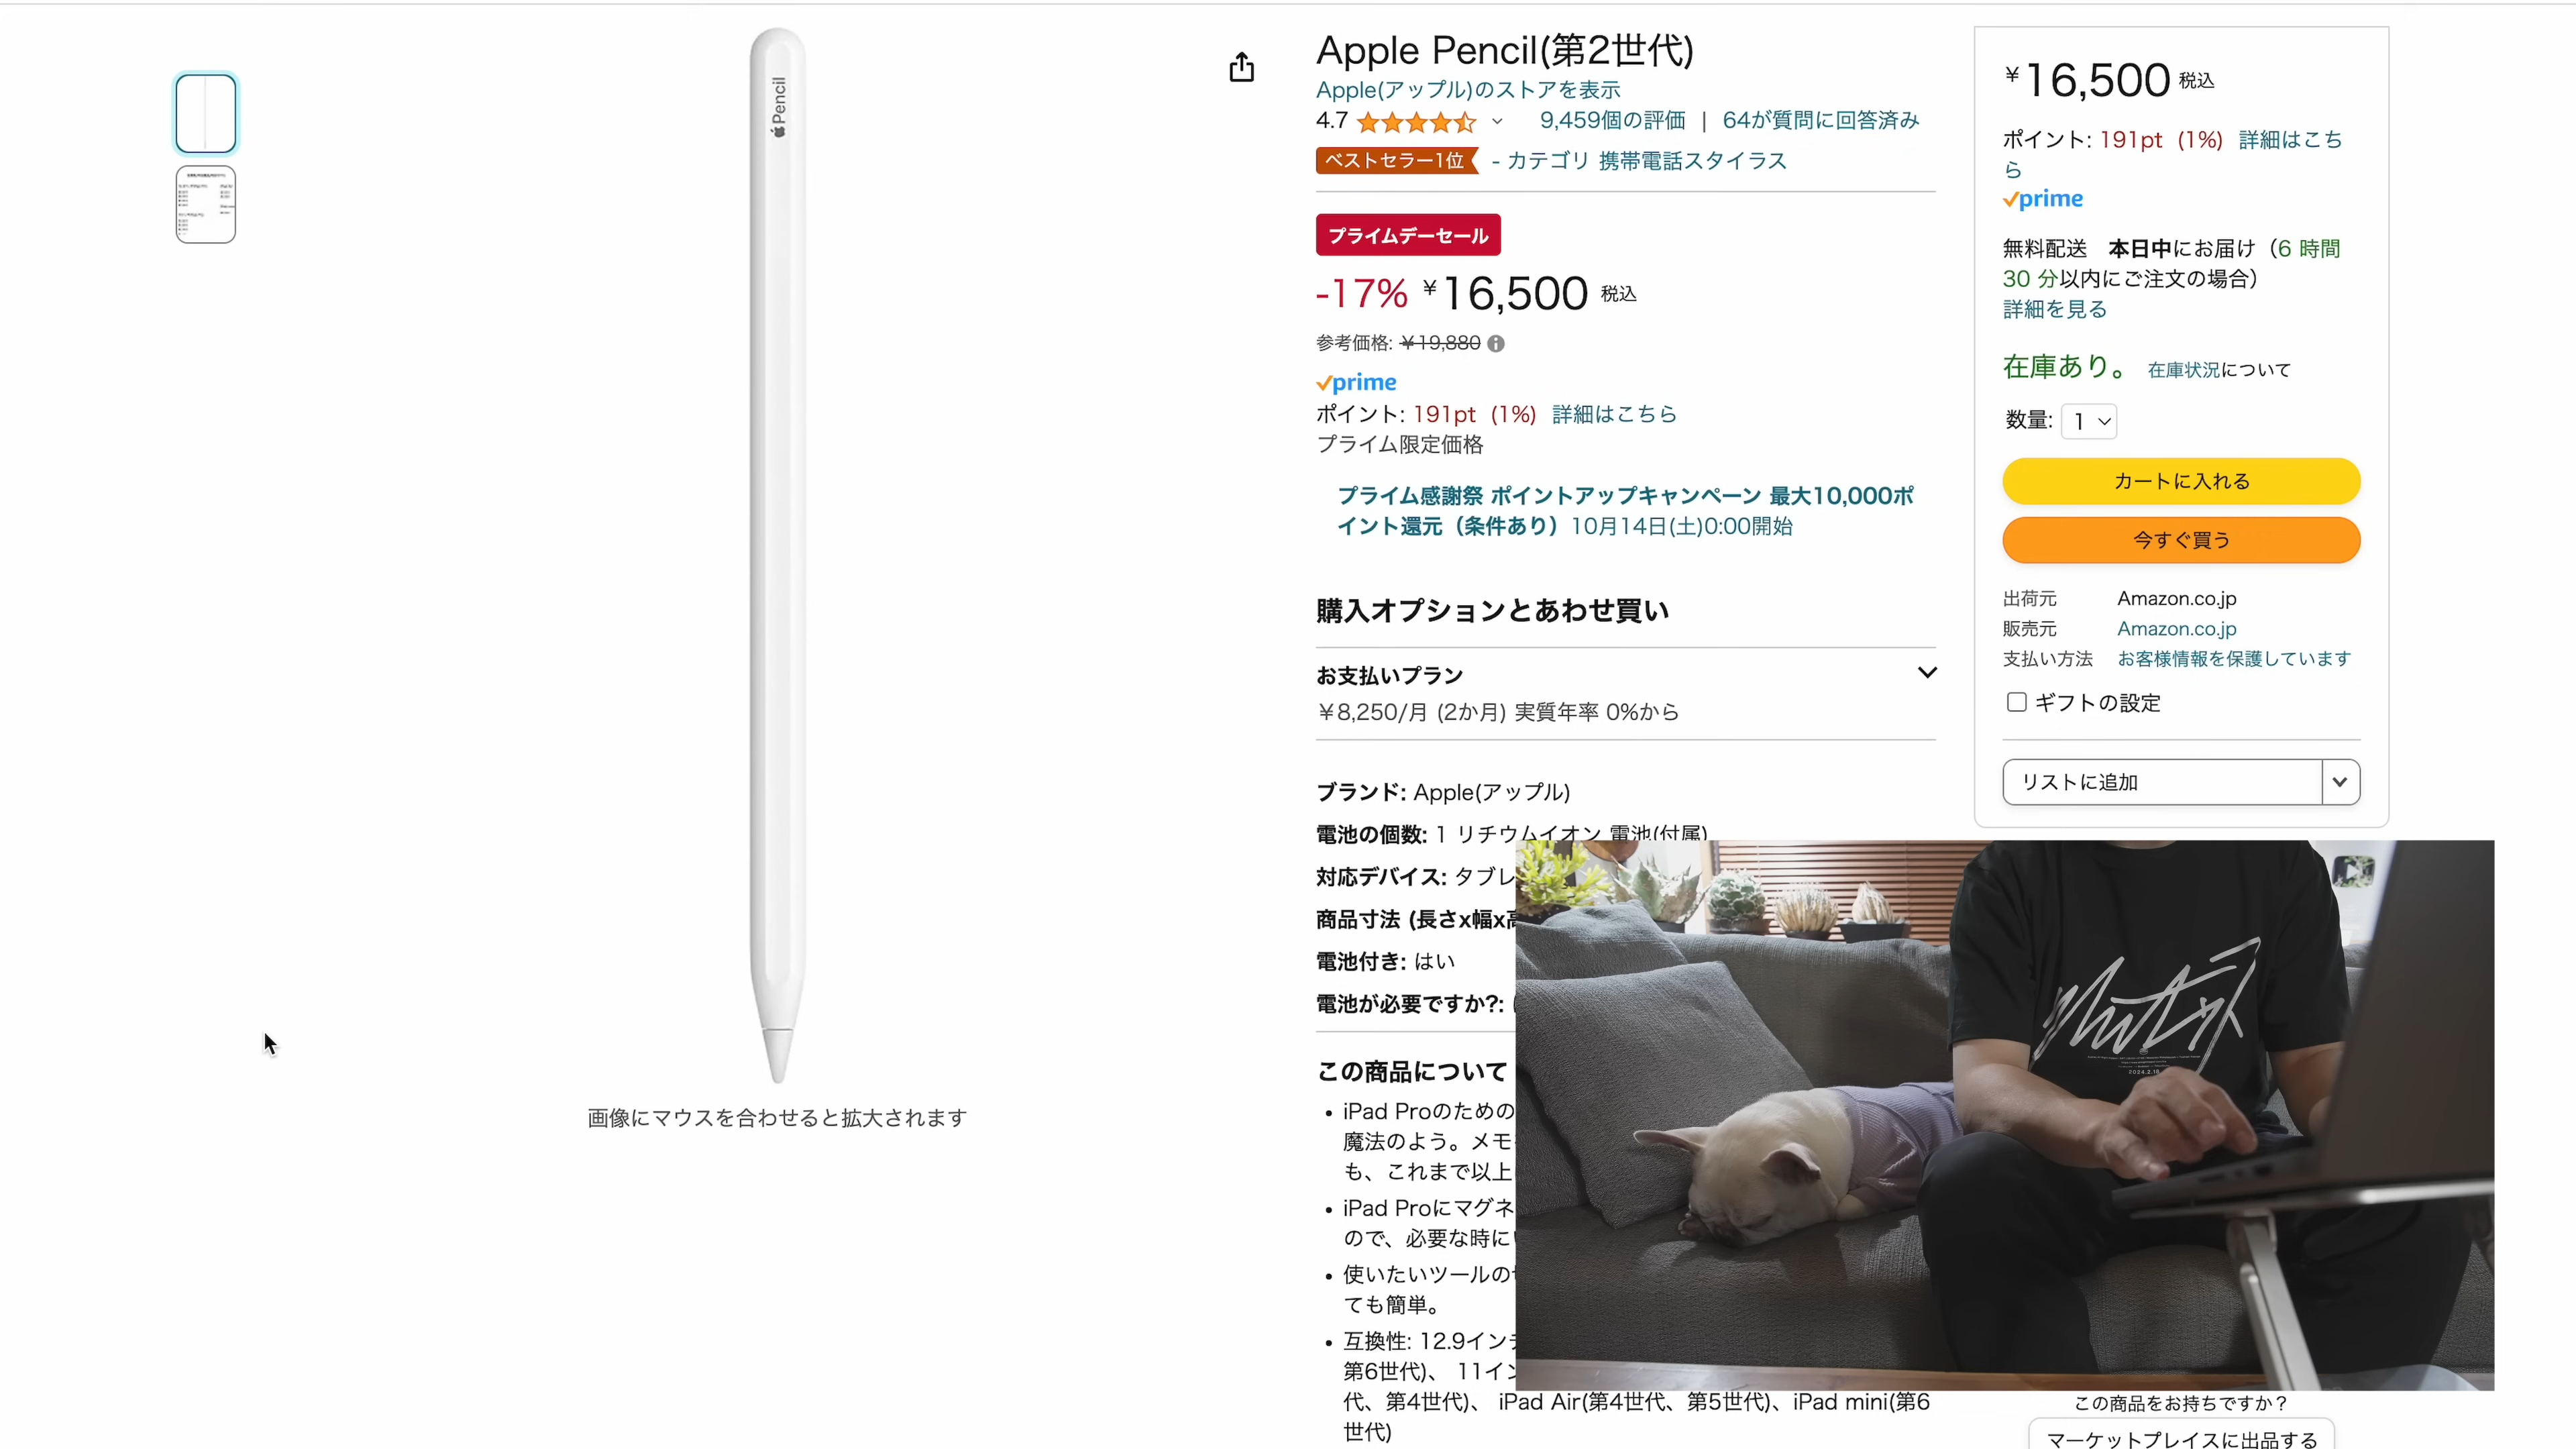 Pencil
画像にマウスを合わせると拡大されます
Apple Pencil(第2世代)
Apple(アップル)のストアを表示
4.7 9,459個の評価 | 64が質問に回答済み
ベストセラー1位 - カテゴリ 携帯電話スタイラス
プライムデーセール
-17% ¥16,500 税込
参考価格: ¥19,880
prime
ポイント: 191pt (1%) 詳細はこちら
プライム限定価格
プライム感謝祭 ポイントアップキャンペーン 最大10,000ポ
イント還元（条件あり）10月14日(土)0:00開始
購入オプションとあわせ買い
お支払いプラン
￥8,250/月 (2か月) 実質年率 0%から
ブランド: Apple(アップル)
電池の個数: 1 リチウムイオン 電池(付属)
対応デバイス: タブレ
商品寸法 (長さx幅x高
電池付き: はい
電池が必要ですか?:
この商品について
• iPad Proのための
魔法のよう。メモ
も、これまで以上
• iPad Proにマグネ
ので、必要な時に
• 使いたいツールの
ても簡単。
• 互換性: 12.9イン
第6世代)、 11イン
代、第4世代)、 iPad Air(第4世代、第5世代)、iPad mini(第6
世代)
¥16,500 税込
ポイント: 191pt (1%) 詳細はこち
ら
prime
無料配送 本日中にお届け（6 時間
30 分以内にご注文の場合）
詳細を見る
在庫あり。 在庫状況について
数量: 1
カートに入れる
今すぐ買う
出荷元 Amazon.co.jp
販売元 Amazon.co.jp
支払い方法 お客様情報を保護しています
ギフトの設定
リストに追加
2024.2.18
この商品をお持ちですか？
マーケットプレイスに出品する